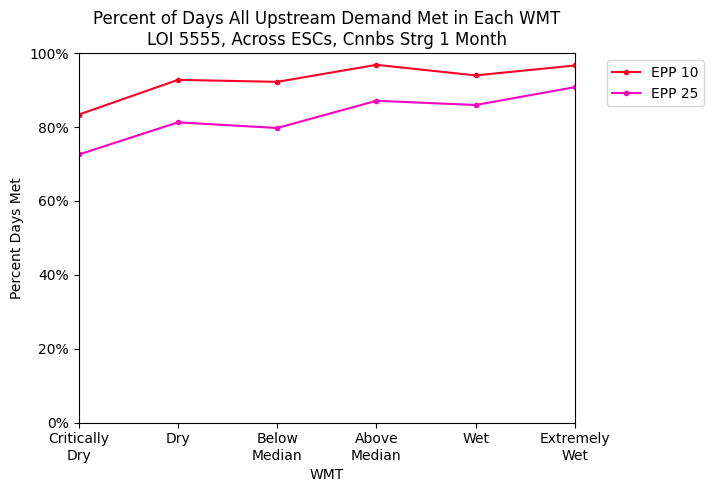 Percent of Days All Upstream Demand Met in Each WMT
LOI 5555, Across ESCs, Cnnbs Strg 1 Month
100%
80%
60%
40%
20%
0%
Percent Days Met
Critically
Dry
Dry
Below
Median
Above
Median
Wet
Extremely
Wet
WMT
EPP 10
EPP 25